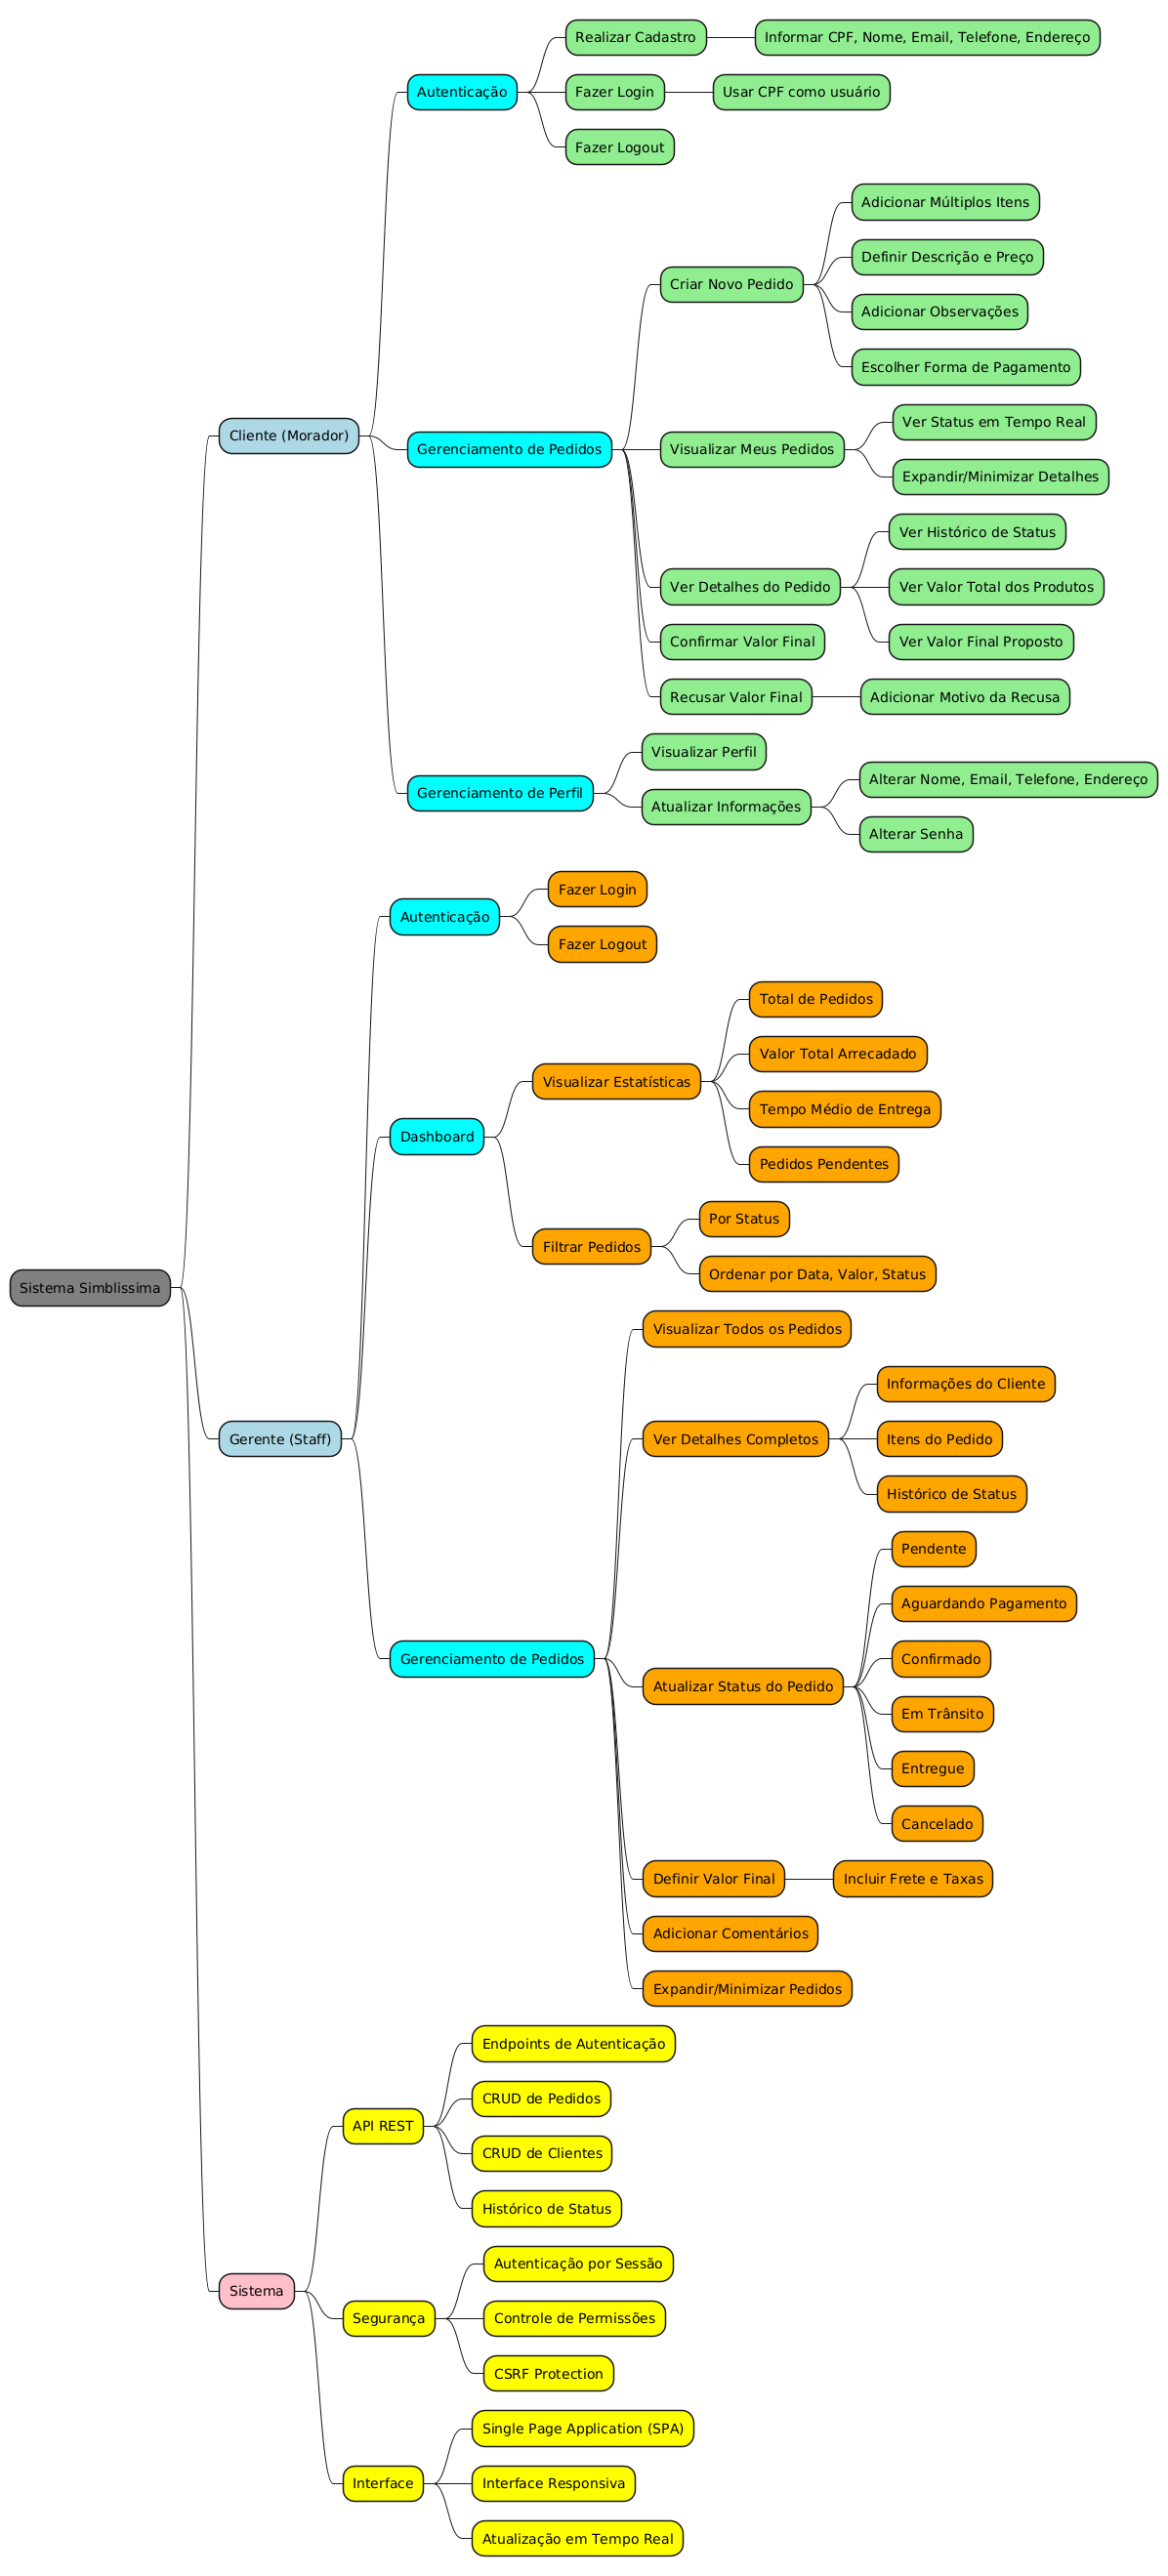 Sistema Simblissima
Cliente (Morador)
Autenticação
Realizar Cadastro
Informar CPF, Nome, Email, Telefone, Endereço
Fazer Login
Usar CPF como usuário
Fazer Logout
Gerenciamento de Pedidos
Criar Novo Pedido
Adicionar Múltiplos Itens
Definir Descrição e Preço
Adicionar Observações
Escolher Forma de Pagamento
Visualizar Meus Pedidos
Ver Status em Tempo Real
Expandir/Minimizar Detalhes
Ver Detalhes do Pedido
Ver Histórico de Status
Ver Valor Total dos Produtos
Ver Valor Final Proposto
Confirmar Valor Final
Recusar Valor Final
Adicionar Motivo da Recusa
Gerenciamento de Perfil
Visualizar Perfil
Atualizar Informações
Alterar Nome, Email, Telefone, Endereço
Alterar Senha
Gerente (Staff)
Autenticação
Fazer Login
Fazer Logout
Dashboard
Visualizar Estatísticas
Total de Pedidos
Valor Total Arrecadado
Tempo Médio de Entrega
Pedidos Pendentes
Filtrar Pedidos
Por Status
Ordenar por Data, Valor, Status
Gerenciamento de Pedidos
Visualizar Todos os Pedidos
Ver Detalhes Completos
Informações do Cliente
Itens do Pedido
Histórico de Status
Atualizar Status do Pedido
Pendente
Aguardando Pagamento
Confirmado
Em Trânsito
Entregue
Cancelado
Definir Valor Final
Incluir Frete e Taxas
Adicionar Comentários
Expandir/Minimizar Pedidos
Sistema
API REST
Endpoints de Autenticação
CRUD de Pedidos
CRUD de Clientes
Histórico de Status
Segurança
Autenticação por Sessão
Controle de Permissões
CSRF Protection
Interface
Single Page Application (SPA)
Interface Responsiva
Atualização em Tempo Real